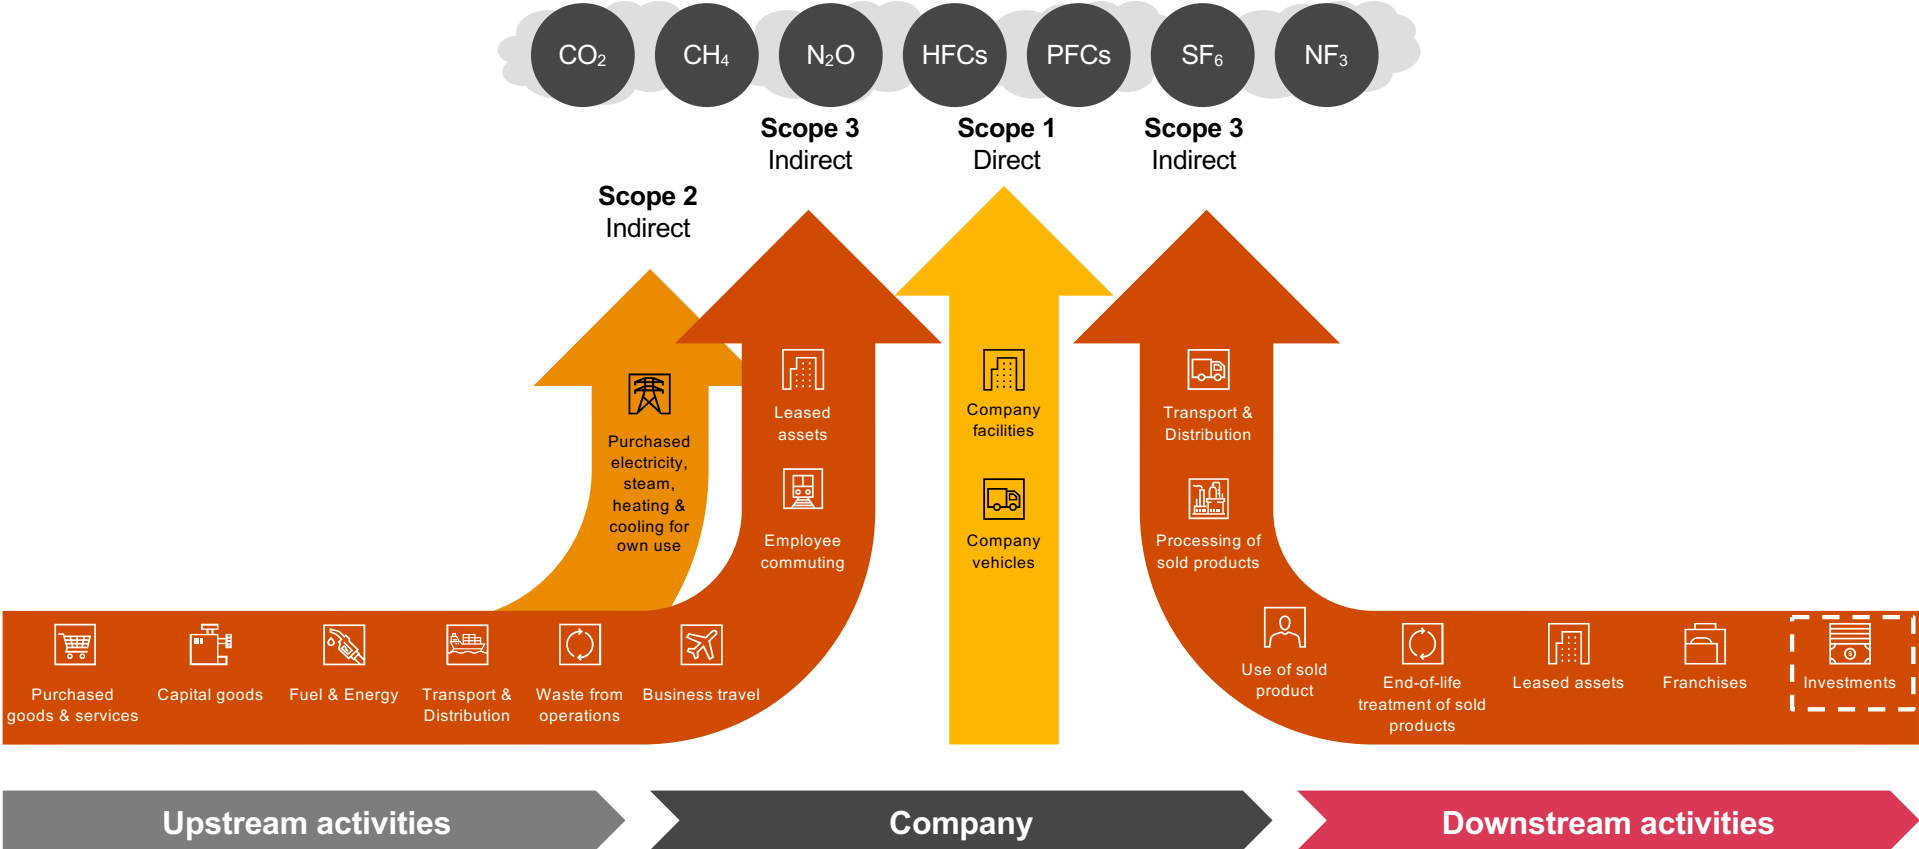 CO₂ CH₄ N₂O HFCs PFCs SF₆ NF₃
Scope 3
Indirect
Scope 1
Direct
Scope 3
Indirect
Scope 2
Indirect
Purchased
electricity,
steam,
heating &
cooling for
own use
Leased
assets
Employee
commuting
Company
facilities
Company
vehicles
Transport &
Distribution
Processing of
sold products
Purchased
goods & services
Capital goods
Fuel & Energy
Transport &
Distribution
Waste from
operations
Business travel
Use of sold
product
End-of-life
treatment of sold
products
Leased assets
Franchises
Investments
Upstream activities
Company
Downstream activities